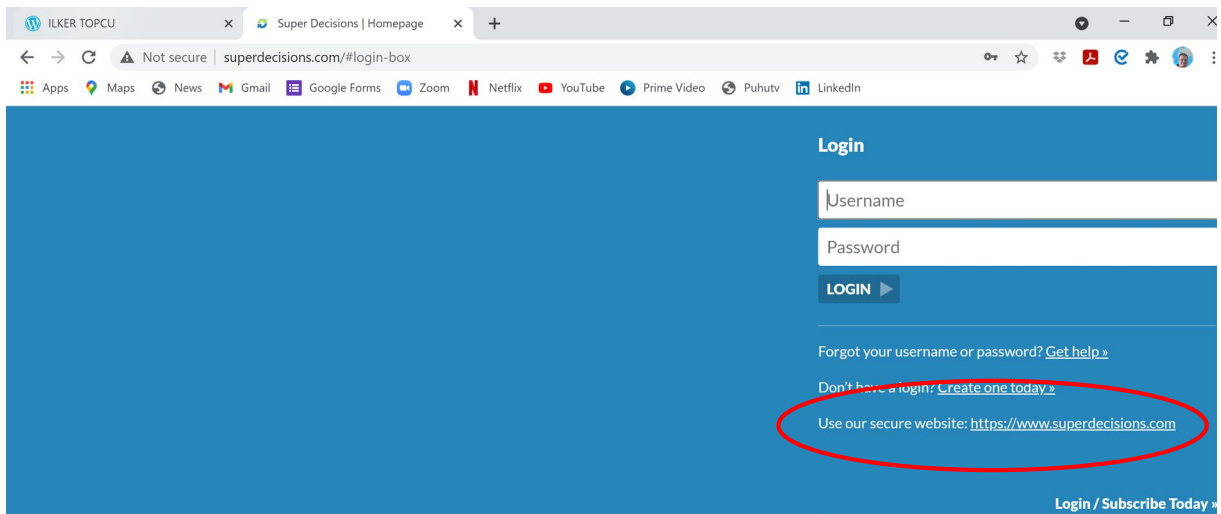 ILKER TOPCU
Super Decisions | Homepage
Not secure | superdecisions.com/#login-box
Apps Maps News Gmail Google Forms Zoom Netflix YouTube Prime Video Puhutv LinkedIn
Login
Username
Password
LOGIN
Forgot your username or password? Get help »
Don't have a login? Create one today »
Use our secure website: https://www.superdecisions.com
Login / Subscribe Today »